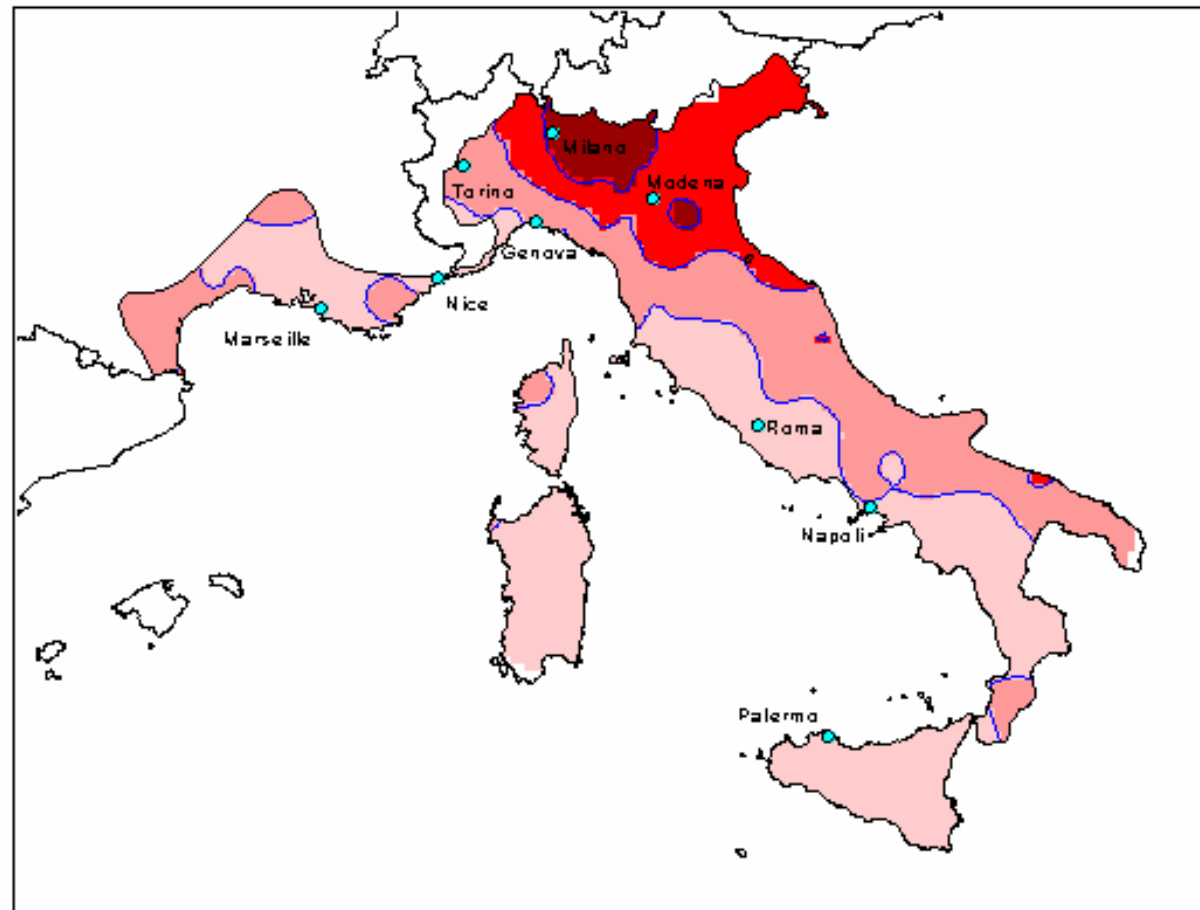 Milano
Modena
Torino
Genova
Nice
Marseille
Roma
Napoli
Palermo